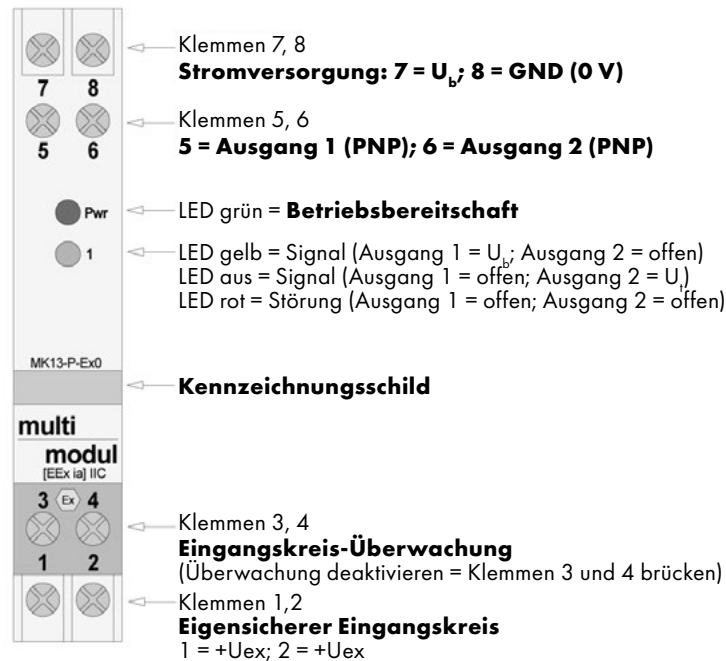 7 8
Klemmen 7, 8
Stromversorgung: 7 = U_b; 8 = GND (0 V)
5 6
Klemmen 5, 6
5 = Ausgang 1 (PNP); 6 = Ausgang 2 (PNP)
Pwr
LED grün = Betriebsbereitschaft
1
LED gelb = Signal (Ausgang 1 = U_b; Ausgang 2 = offen)
LED aus = Signal (Ausgang 1 = offen; Ausgang 2 = U_t)
LED rot = Störung (Ausgang 1 = offen; Ausgang 2 = offen)
MK13-P-Ex0
Kennzeichnungsschild
multi
modul
[EEx ia] IIC
3 Ex 4
Klemmen 3, 4
Eingangskreis-Überwachung
(Überwachung deaktivieren = Klemmen 3 und 4 brücken)
1 2
Klemmen 1,2
Eigensicherer Eingangskreis
1 = +Uex; 2 = +Uex